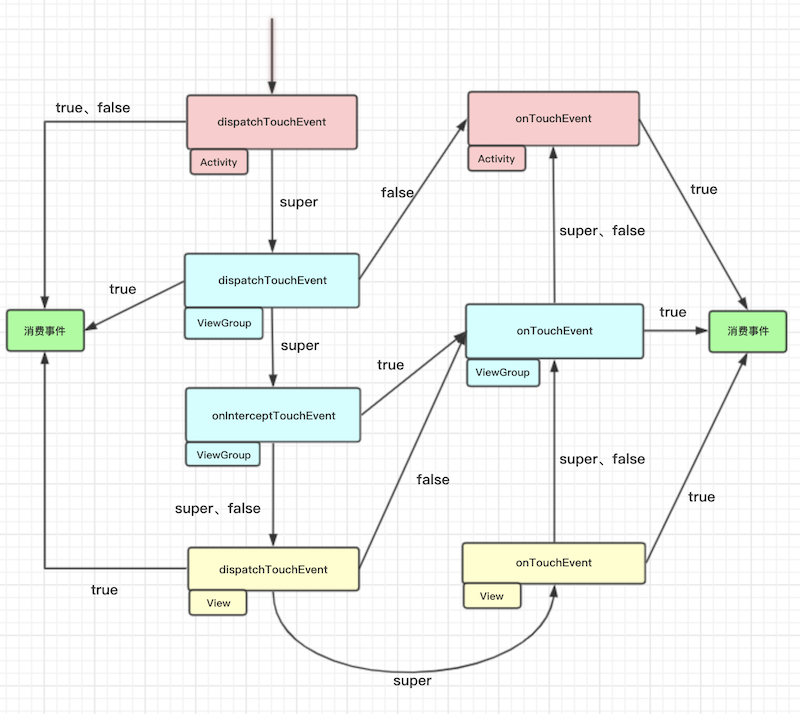 true、false
dispatchTouchEvent
Activity
onTouchEvent
Activity
super
false
true
super、false
dispatchTouchEvent
ViewGroup
true
消费事件
super
true
onTouchEvent
ViewGroup
true
消费事件
onInterceptTouchEvent
ViewGroup
super、false
false
super、false
true
dispatchTouchEvent
View
true
onTouchEvent
View
super